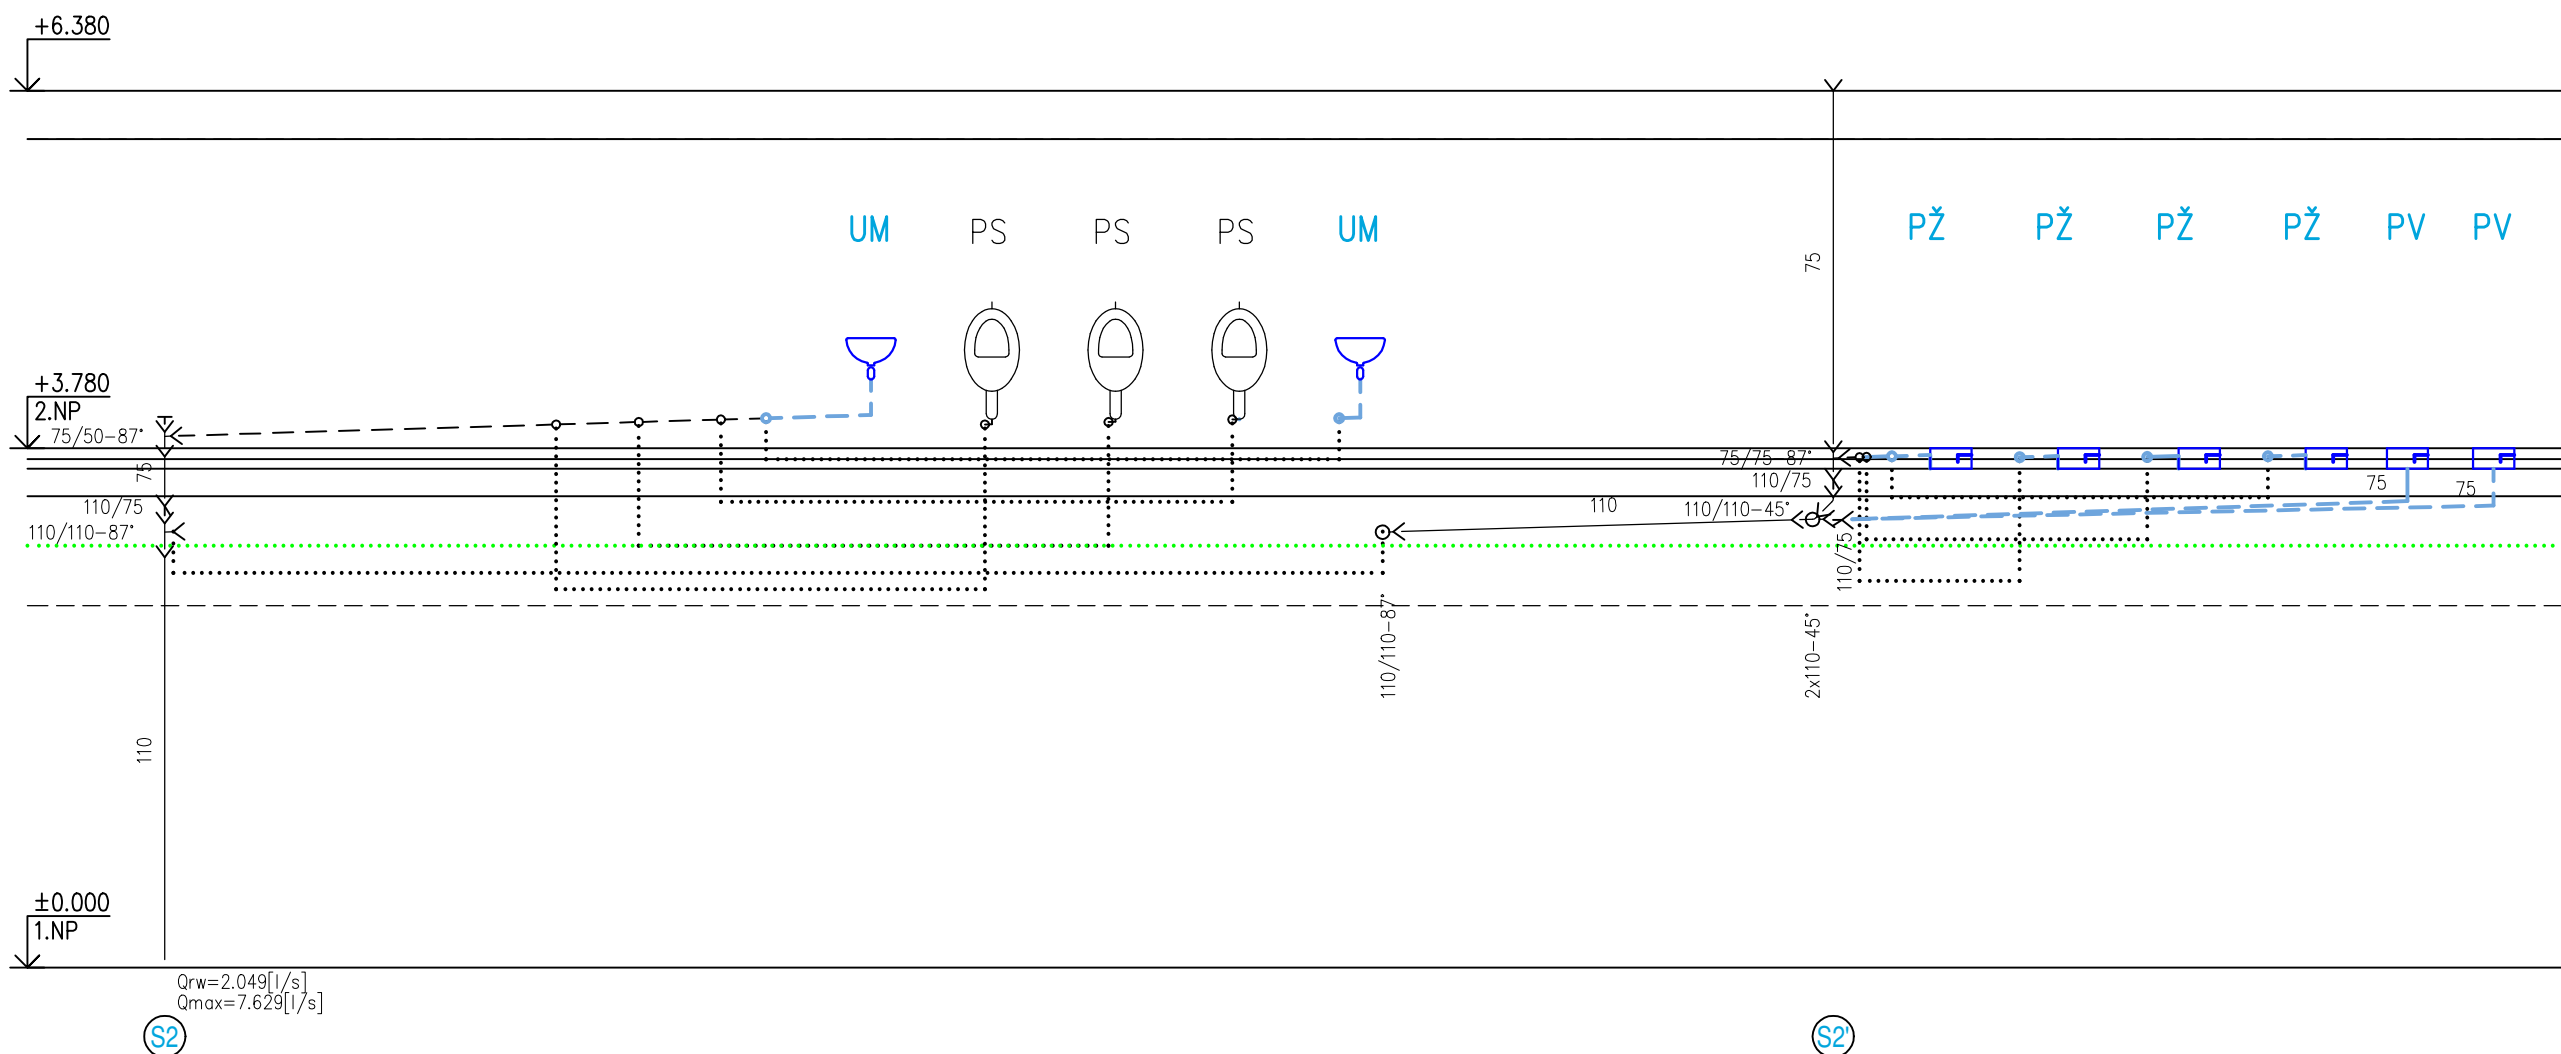 +6.380
UM PS PS PS UM PŽ PŽ PŽ PŽ PV PV
75
+3.780
2.NP
75/50-87°
75
110/75
110/110-87°
75/75-87°
110/75
110
110/110-45°
75
75
110/75
110/110-87°
2x110-45°
110
±0.000
1.NP
Qrw=2.049[l/s]
Qmax=7.629[l/s]
S2 S2'